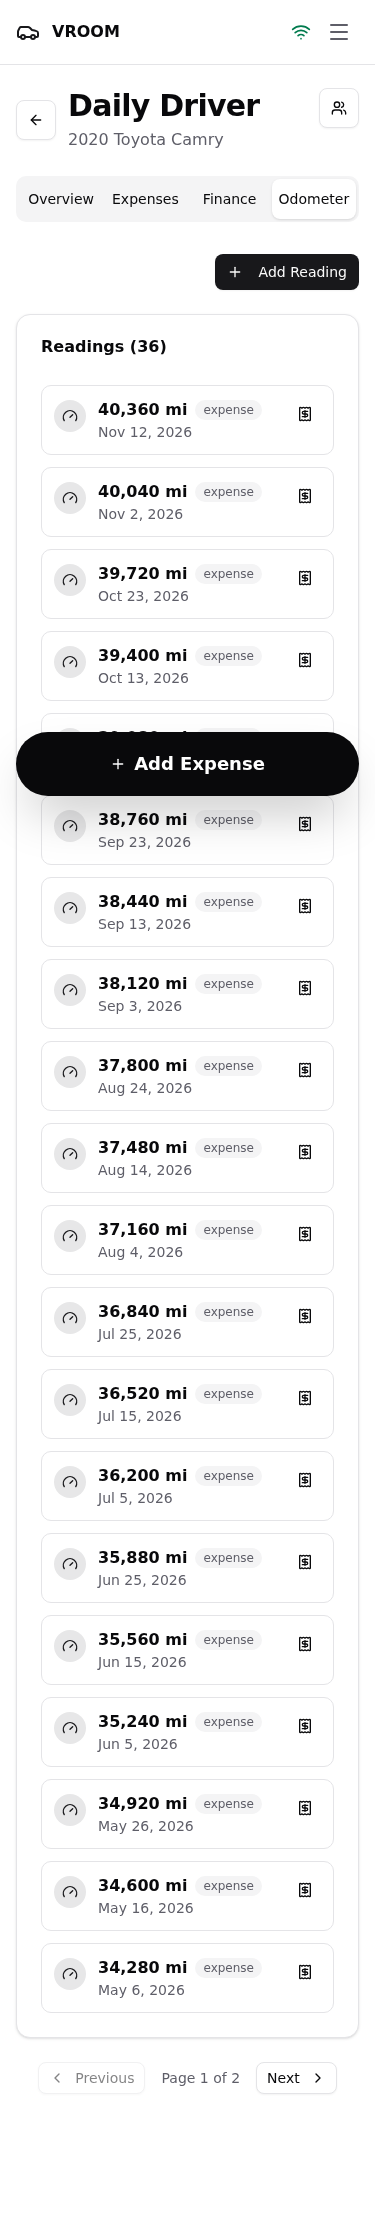 VROOM
Daily Driver
2020 Toyota Camry
Overview Expenses Finance Odometer
+ Add Reading
Readings (36)
40,360 mi expense
Nov 12, 2026
40,040 mi expense
Nov 2, 2026
39,720 mi expense
Oct 23, 2026
39,400 mi expense
Oct 13, 2026
+ Add Expense
38,760 mi expense
Sep 23, 2026
38,440 mi expense
Sep 13, 2026
38,120 mi expense
Sep 3, 2026
37,800 mi expense
Aug 24, 2026
37,480 mi expense
Aug 14, 2026
37,160 mi expense
Aug 4, 2026
36,840 mi expense
Jul 25, 2026
36,520 mi expense
Jul 15, 2026
36,200 mi expense
Jul 5, 2026
35,880 mi expense
Jun 25, 2026
35,560 mi expense
Jun 15, 2026
35,240 mi expense
Jun 5, 2026
34,920 mi expense
May 26, 2026
34,600 mi expense
May 16, 2026
34,280 mi expense
May 6, 2026
Previous Page 1 of 2 Next